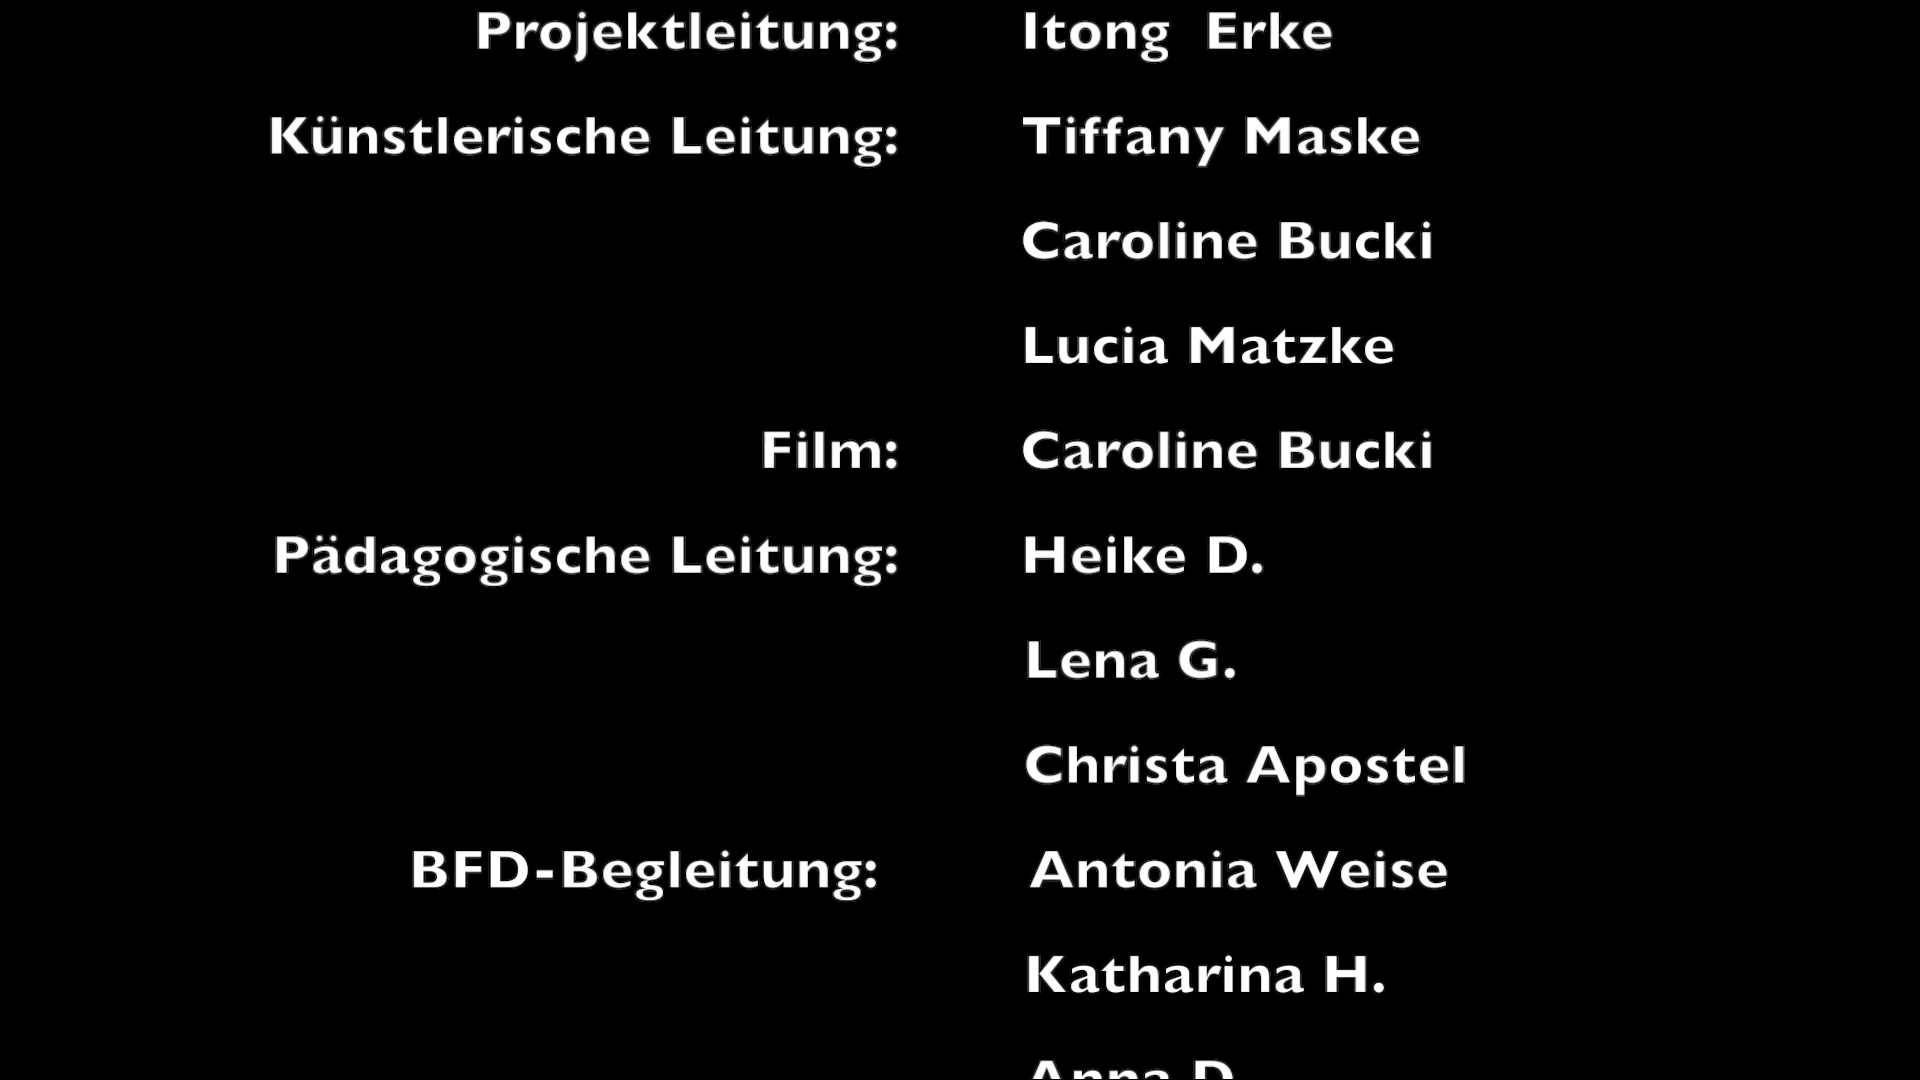 Projektleitung: Itong Erke
Künstlerische Leitung: Tiffany Maske
Caroline Bucki
Lucia Matzke
Film: Caroline Bucki
Pädagogische Leitung: Heike D.
Lena G.
Christa Apostel
BFD-Begleitung: Antonia Weise
Katharina H.
Anna D